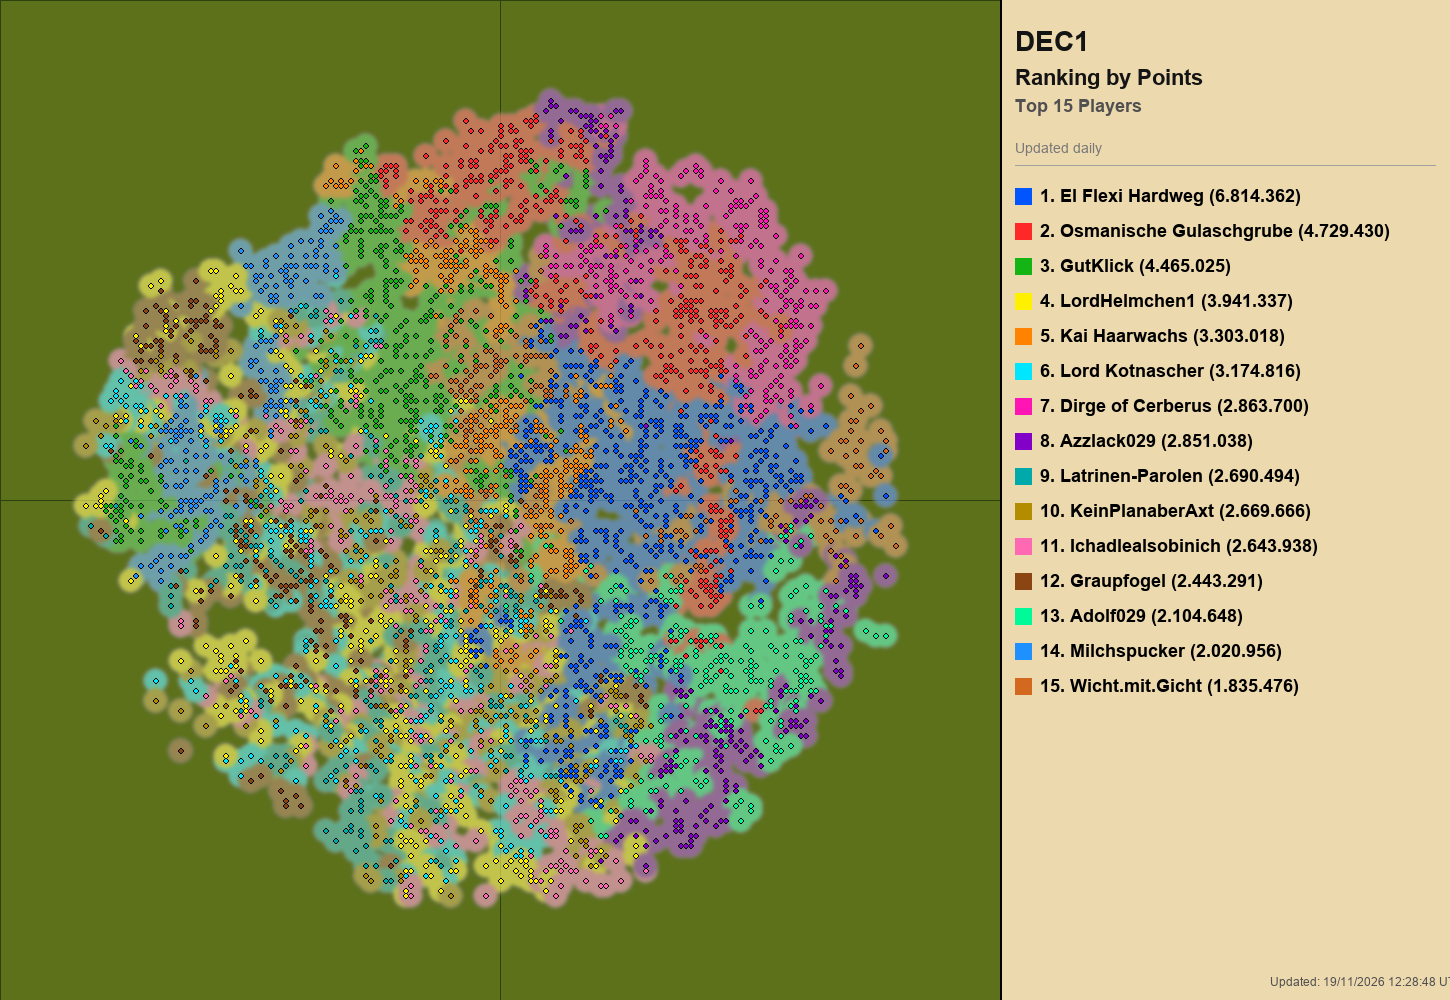 DEC1
Ranking by Points
Top 15 Players
Updated daily
1. El Flexi Hardweg (6.814.362)
2. Osmanische Gulaschgrube (4.729.430)
3. GutKlick (4.465.025)
4. LordHelmchen1 (3.941.337)
5. Kai Haarwachs (3.303.018)
6. Lord Kotnascher (3.174.816)
7. Dirge of Cerberus (2.863.700)
8. Azzlack029 (2.851.038)
9. Latrinen-Parolen (2.690.494)
10. KeinPlanaberAxt (2.669.666)
11. Ichadlealsobinich (2.643.938)
12. Graupfogel (2.443.291)
13. Adolf029 (2.104.648)
14. Milchspucker (2.020.956)
15. Wicht.mit.Gicht (1.835.476)
Updated: 19/11/2026 12:28:48